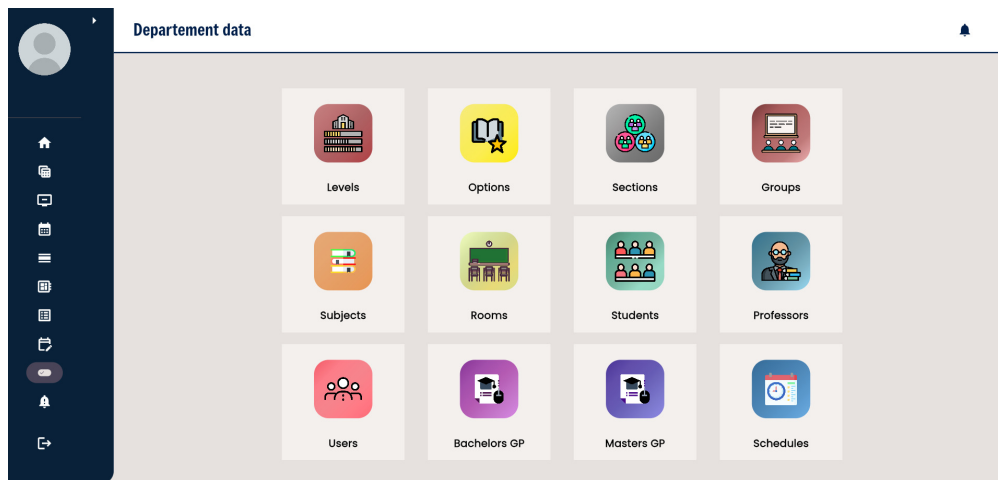 Departement data
Levels
Options
Sections
Groups
Subjects
Rooms
Students
Professors
Users
Bachelors GP
Masters GP
Schedules